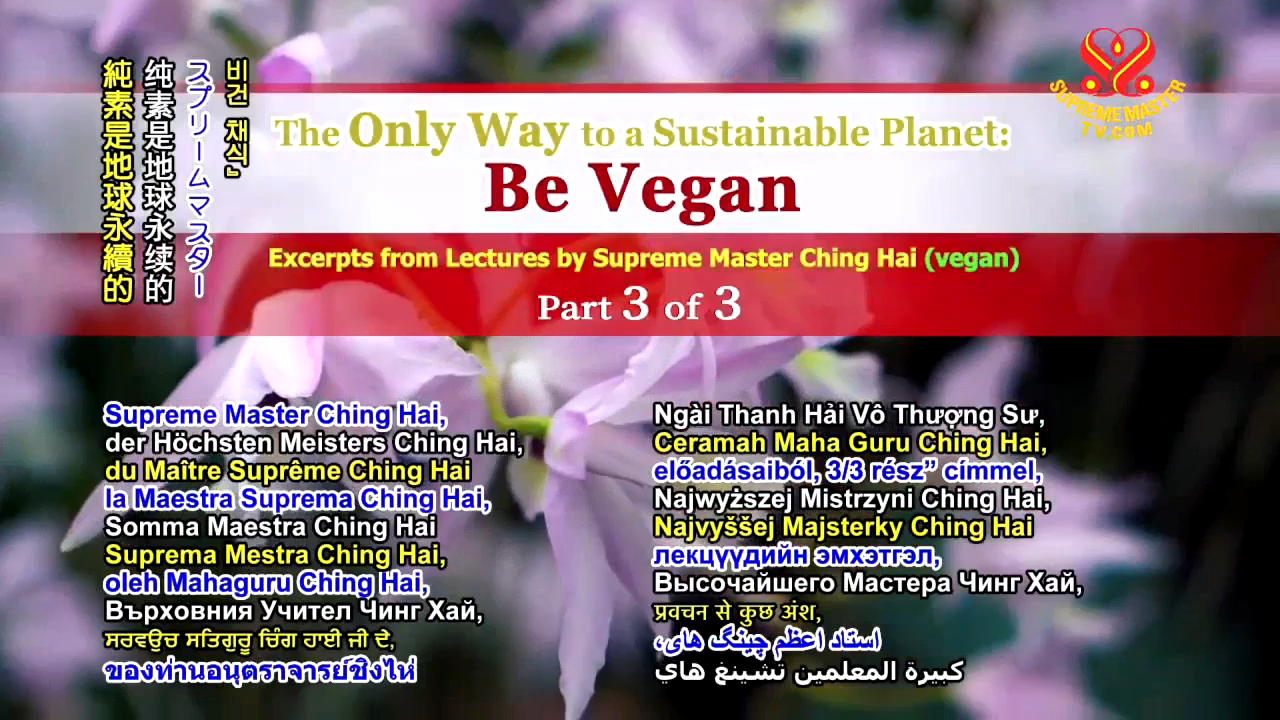 비건 채식』
スプリームマスター
纯素是地球永续的
純素是地球永續的
The Only Way to a Sustainable Planet:
Be Vegan
Excerpts from Lectures by Supreme Master Ching Hai (vegan)
Part 3 of 3
SUPREME MASTER
TV.COM
Supreme Master Ching Hai,
der Höchsten Meisters Ching Hai,
du Maître Suprême Ching Hai
la Maestra Suprema Ching Hai,
Somma Maestra Ching Hai
Suprema Mestra Ching Hai,
oleh Mahaguru Ching Hai,
Върховния Учител Чинг Хай,
ਸਰਵਉਚ ਸਤਿਗੁਰੂ ਚਿੰਗ ਹਾਈ ਜੀ ਦੇ,
ของท่านอนุตราจารย์ชิงไห่
Ngài Thanh Hải Vô Thượng Sư,
Ceramah Maha Guru Ching Hai,
előadásaiból, 3/3 rész” címmel,
Najwyższej Mistrzyni Ching Hai,
Najvyššej Majsterky Ching Hai
лекцүүдийн эмхэтгэл,
Высочайшего Мастера Чинг Хай,
प्रवचन से कुछ अंश,
استاد اعظم چینگ های،
كبيرة المعلمين تشينغ هاي